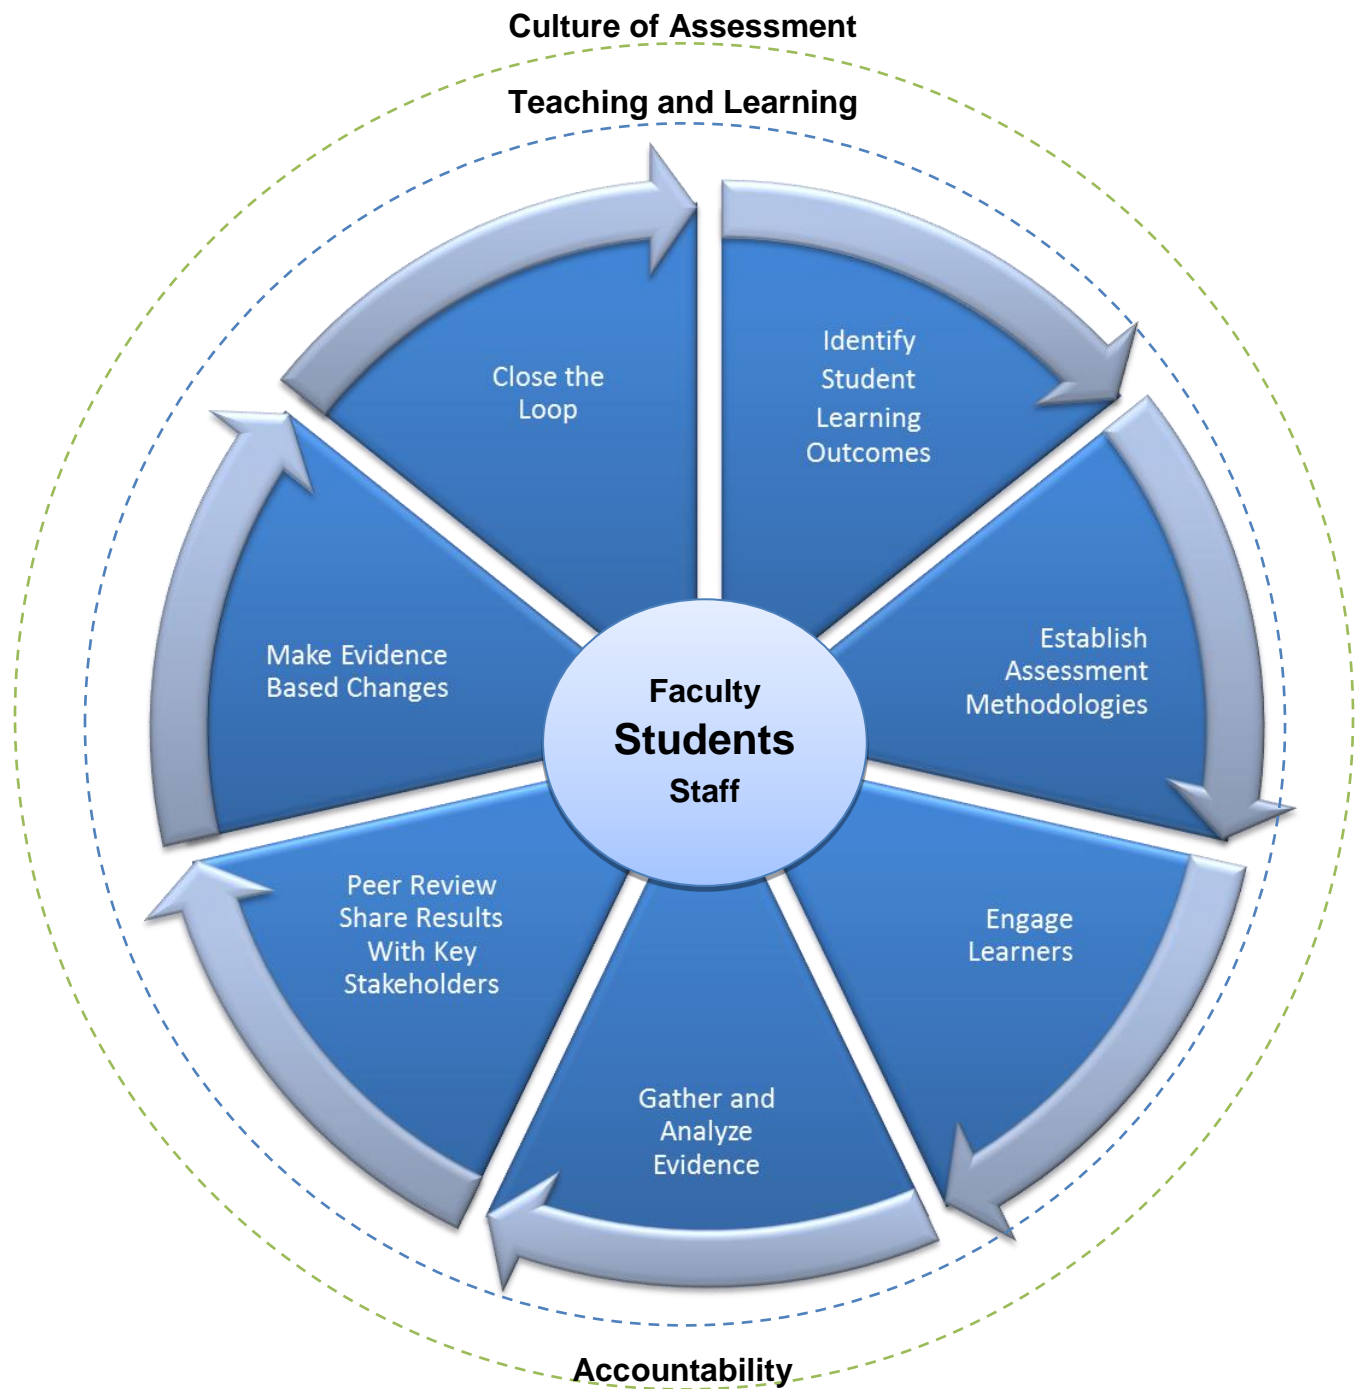 Culture of Assessment
Teaching and Learning
Identify
Student
Learning
Outcomes
Establish
Assessment
Methodologies
Engage
Learners
Gather and
Analyze
Evidence
Peer Review
Share Results
With Key
Stakeholders
Make Evidence
Based Changes
Close the
Loop
Faculty
Students
Staff
Accountability